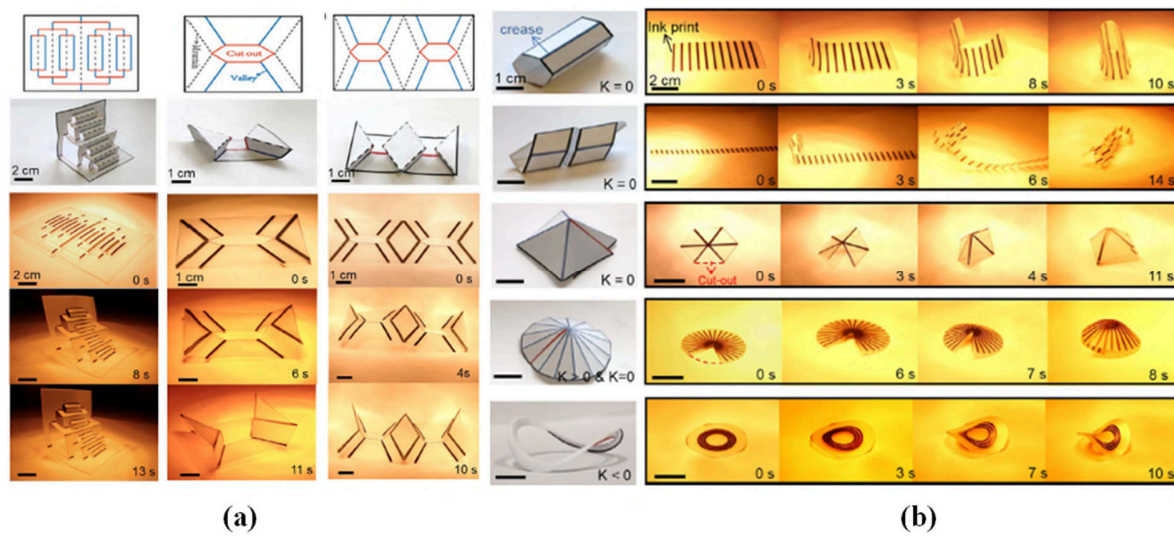 Cut out
Mountain
Valley
2 cm
1 cm
1 cm
2 cm
0 s
1 cm
0 s
1 cm
0 s
8 s
6 s
4s
13 s
11 s
10 s
crease
1 cm
K = 0
K = 0
K = 0
K > 0 & K=0
K < 0
Ink print
2 cm
0 s
3 s
8 s
10 s
0 s
3 s
6 s
14 s
Cut-out
0 s
3 s
4 s
11 s
0 s
6 s
7 s
8 s
0 s
3 s
7 s
10 s
(a)
(b)